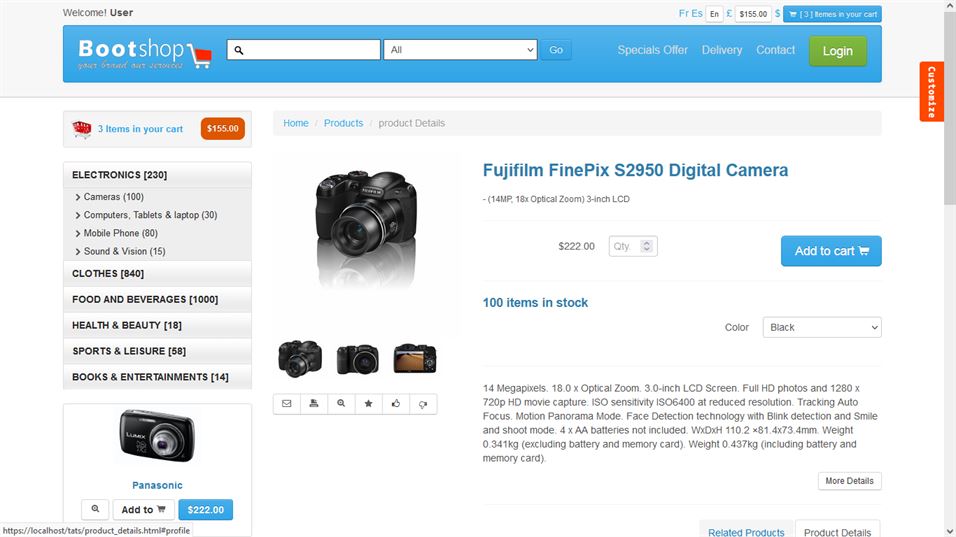 Welcome! User
Fr Es En £ $155.00 $ [ 3 ] Items in your cart
Bootshop
your brand our services
All
Go
Specials Offer Delivery Contact Login
Customize
3 Items in your cart $155.00
Home / Products / product Details
ELECTRONICS [230]
Cameras (100)
Computers, Tablets & laptop (30)
Mobile Phone (80)
Sound & Vision (15)
CLOTHES [840]
FOOD AND BEVERAGES [1000]
HEALTH & BEAUTY [18]
SPORTS & LEISURE [58]
BOOKS & ENTERTAINMENTS [14]
LUMIX
Panasonic
Add to $222.00
Fujifilm FinePix S2950 Digital Camera
- (14MP, 18x Optical Zoom) 3-inch LCD
$222.00 Qty
Add to cart
100 items in stock
Color Black
14 Megapixels. 18.0 x Optical Zoom. 3.0-inch LCD Screen. Full HD photos and 1280 x
720p HD movie capture. ISO sensitivity ISO6400 at reduced resolution. Tracking Auto
Focus. Motion Panorama Mode. Face Detection technology with Blink detection and Smile
and shoot mode. 4 x AA batteries not included. WxDxH 110.2 ×81.4x73.4mm. Weight
0.341kg (excluding battery and memory card). Weight 0.437kg (including battery and
memory card).
More Details
Related Products Product Details
https://localhost/tats/product_details.html#profile